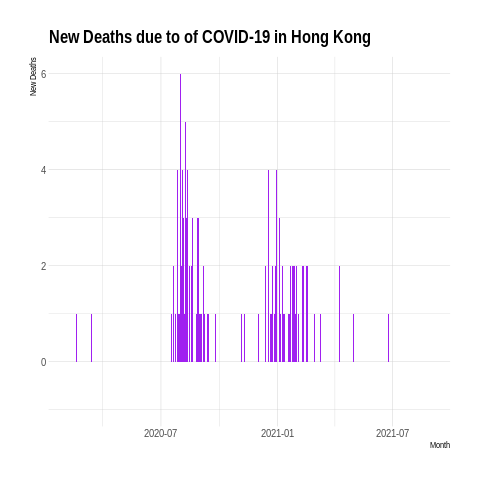 New Deaths due to of COVID-19 in Hong Kong
New Deaths
6
4
2
0
2020-07
2021-01
2021-07
Month